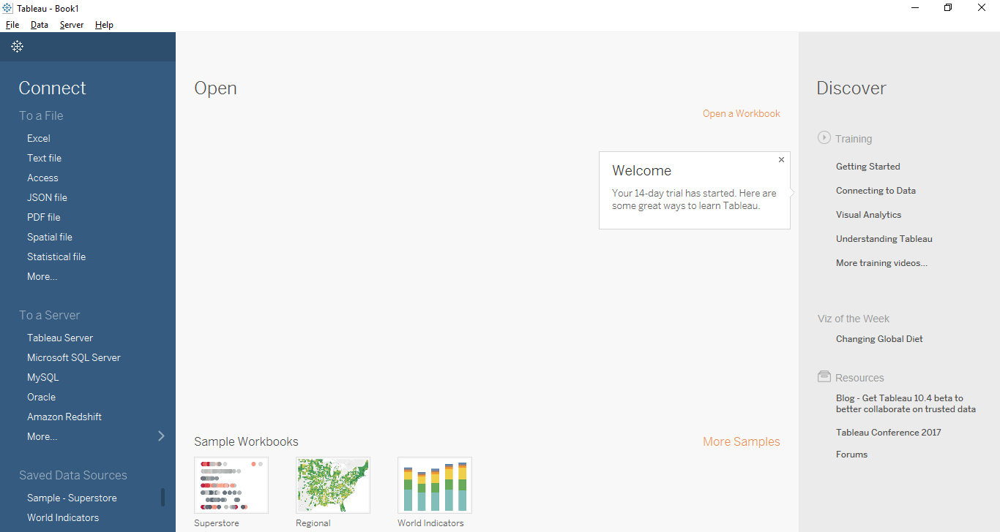 Tableau - Book1
File Data Server Help
Connect
To a File
Excel
Text file
Access
JSON file
PDF file
Spatial file
Statistical file
More...
To a Server
Tableau Server
Microsoft SQL Server
MySQL
Oracle
Amazon Redshift
More...
Saved Data Sources
Sample - Superstore
World Indicators
Open
Open a Workbook
Welcome
Your 14-day trial has started. Here are
some great ways to learn Tableau.
Sample Workbooks
More Samples
Superstore
Regional
World Indicators
Discover
Training
Getting Started
Connecting to Data
Visual Analytics
Understanding Tableau
More training videos...
Viz of the Week
Changing Global Diet
Resources
Blog - Get Tableau 10.4 beta to
better collaborate on trusted data
Tableau Conference 2017
Forums